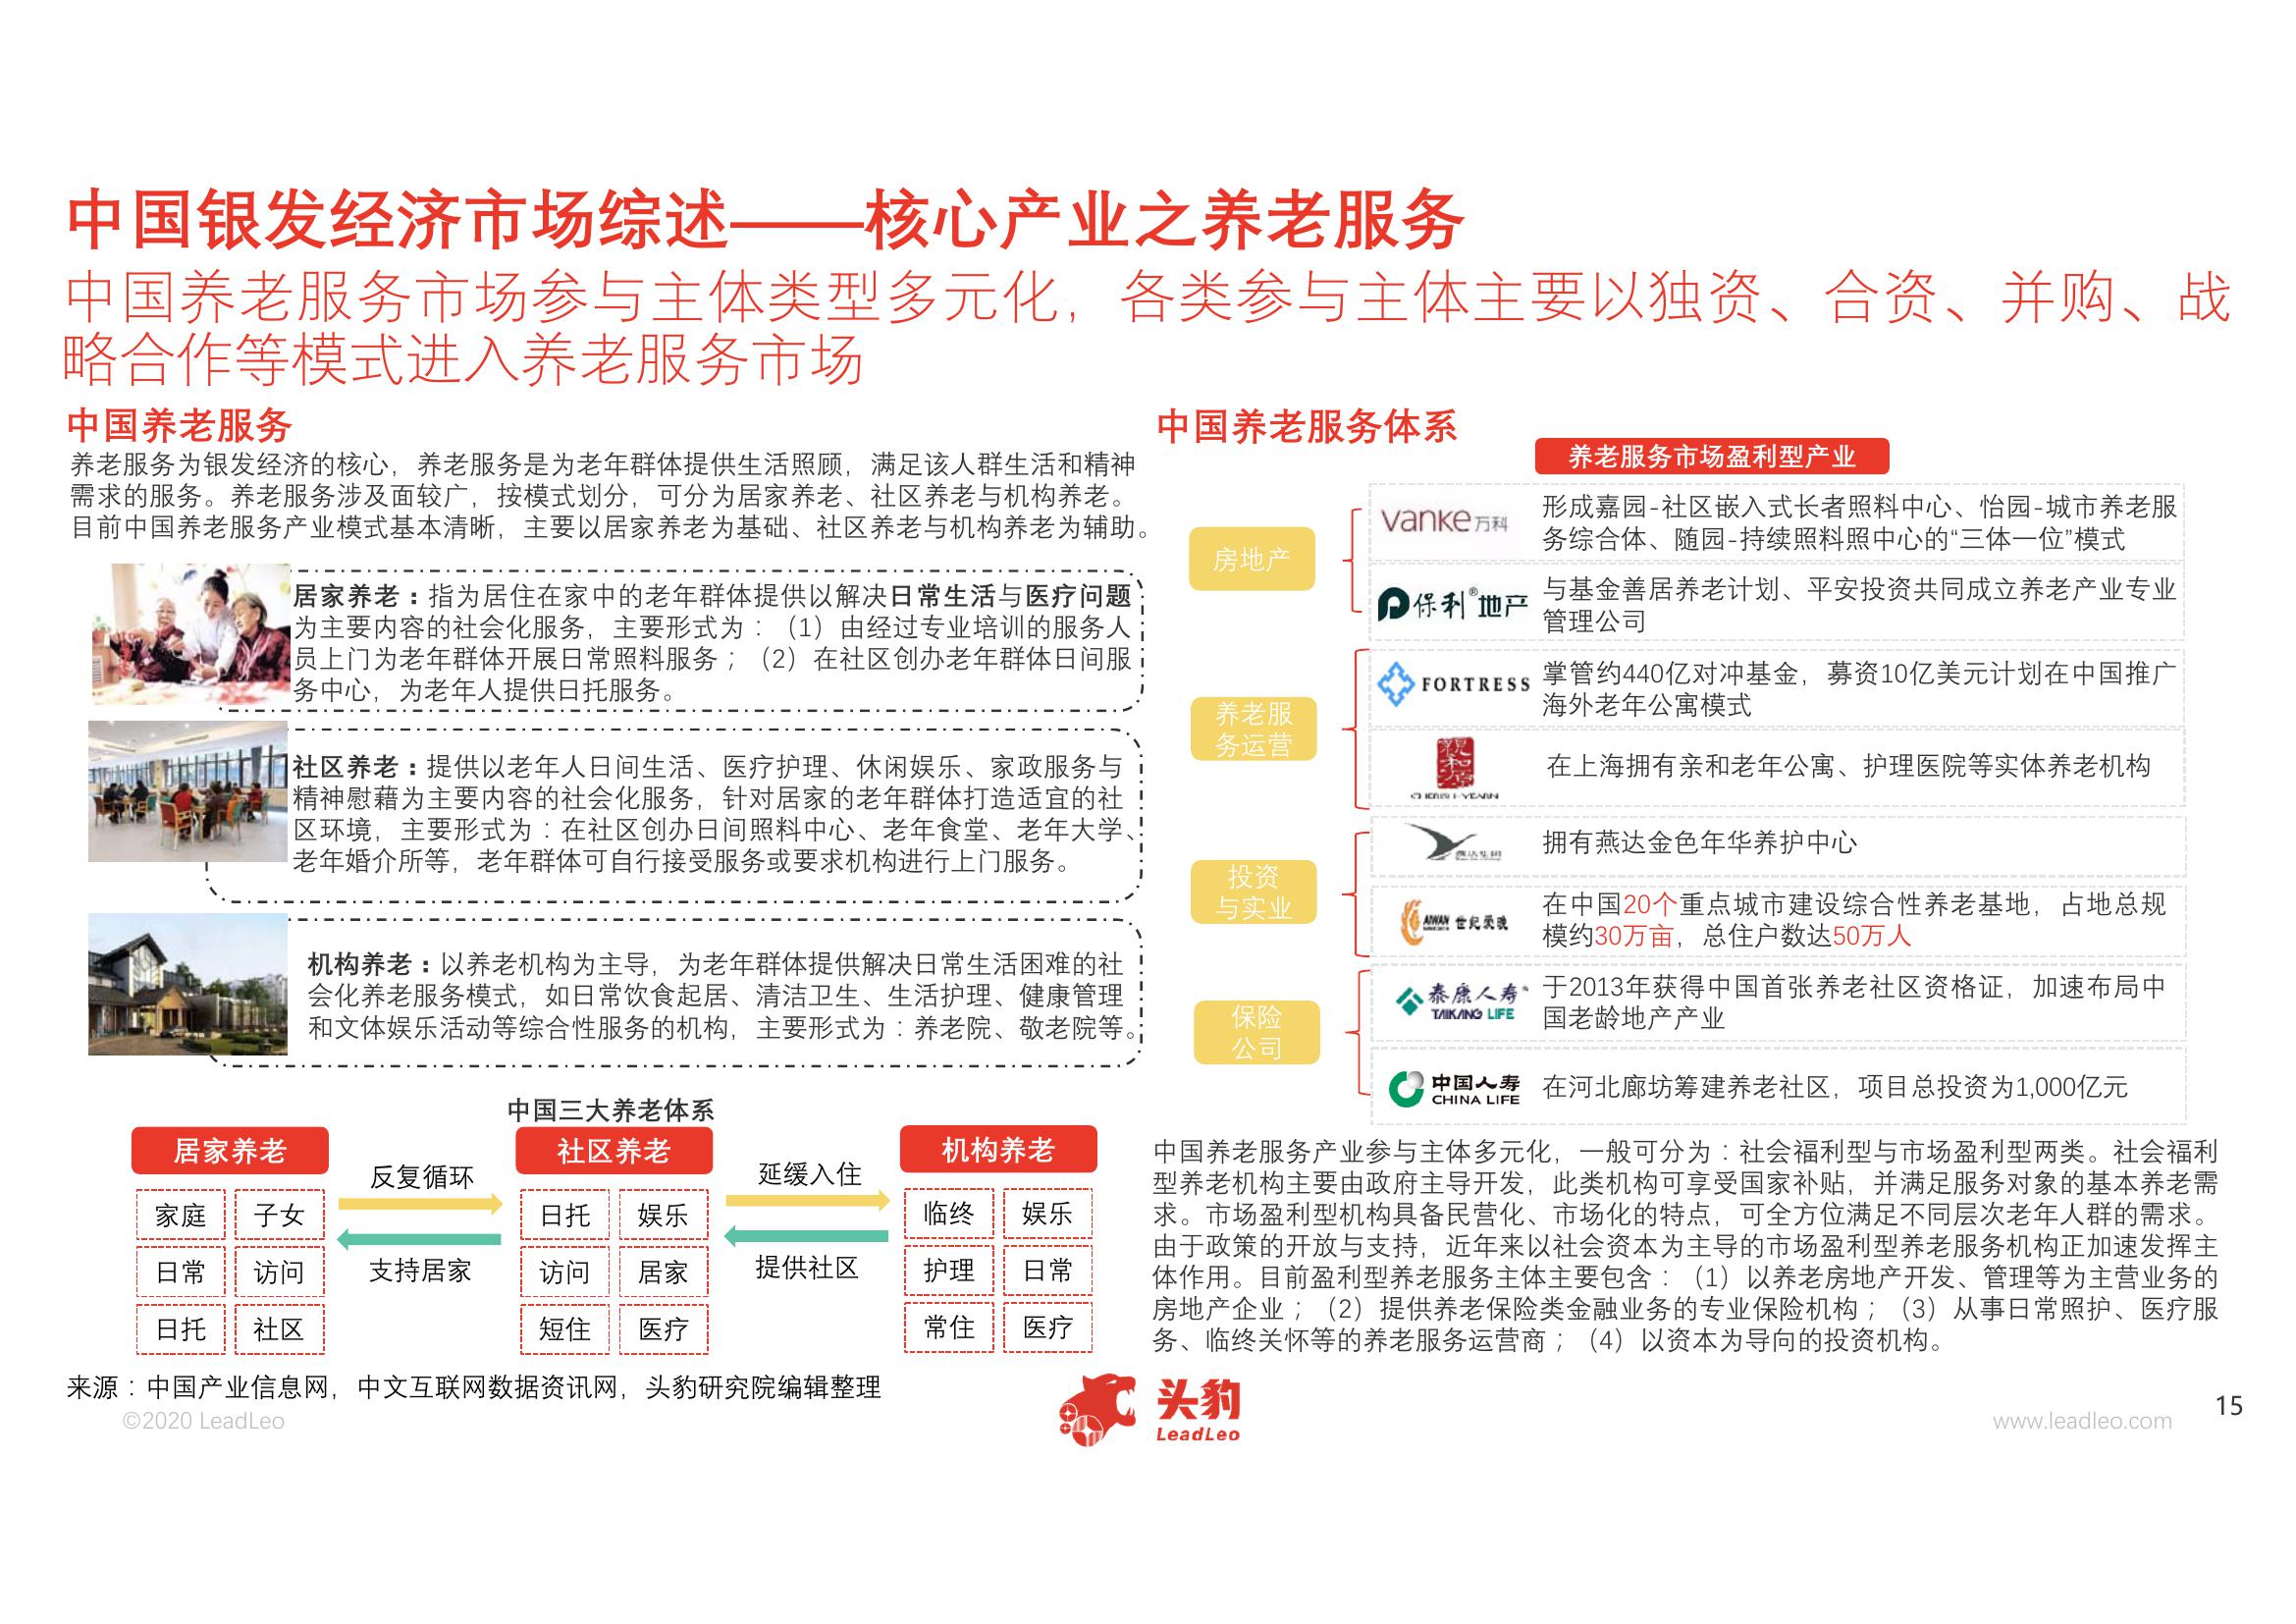 中国银发经济市场综述——核心产业之养老服务
中国养老服务市场参与主体类型多元化，各类参与主体主要以独资、合资、并购、战
略合作等模式进入养老服务市场
中国养老服务
养老服务为银发经济的核心，养老服务是为老年群体提供生活照顾，满足该人群生活和精神
需求的服务。养老服务涉及面较广，按模式划分，可分为居家养老、社区养老与机构养老。
目前中国养老服务产业模式基本清晰，主要以居家养老为基础、社区养老与机构养老为辅助。
居家养老：指为居住在家中的老年群体提供以解决日常生活与医疗问题
为主要内容的社会化服务，主要形式为：（1）由经过专业培训的服务人
员上门为老年群体开展日常照料服务；（2）在社区创办老年群体日间服
务中心，为老年人提供日托服务。
社区养老：提供以老年人日间生活、医疗护理、休闲娱乐、家政服务与
精神慰藉为主要内容的社会化服务，针对居家的老年群体打造适宜的社
区环境，主要形式为：在社区创办日间照料中心、老年食堂、老年大学、
老年婚介所等，老年群体可自行接受服务或要求机构进行上门服务。
机构养老：以养老机构为主导，为老年群体提供解决日常生活困难的社
会化养老服务模式，如日常饮食起居、清洁卫生、生活护理、健康管理
和文体娱乐活动等综合性服务的机构，主要形式为：养老院、敬老院等。
中国三大养老体系
居家养老
家庭 子女
日常 访问
日托 社区
反复循环
支持居家
社区养老
日托 娱乐
访问 居家
短住 医疗
延缓入住
提供社区
机构养老
临终 娱乐
护理 日常
常住 医疗
中国养老服务体系
养老服务市场盈利型产业
房地产
vanke万科
形成嘉园-社区嵌入式长者照料中心、怡园-城市养老服
务综合体、随园-持续照料照中心的“三体一位”模式
保利®地产
与基金善居养老计划、平安投资共同成立养老产业专业
管理公司
养老服
务运营
FORTRESS
掌管约440亿对冲基金，募资10亿美元计划在中国推广
海外老年公寓模式
在上海拥有亲和老年公寓、护理医院等实体养老机构
投资
与实业
拥有燕达金色年华养护中心
AIWAN 世纪爱晚
在中国20个重点城市建设综合性养老基地，占地总规
模约30万亩，总住户数达50万人
保险
公司
泰康人寿
TAIKANG LIFE
于2013年获得中国首张养老社区资格证，加速布局中
国老龄地产产业
中国人寿
CHINA LIFE
在河北廊坊筹建养老社区，项目总投资为1,000亿元
中国养老服务产业参与主体多元化，一般可分为：社会福利型与市场盈利型两类。社会福利
型养老机构主要由政府主导开发，此类机构可享受国家补贴，并满足服务对象的基本养老需
求。市场盈利型机构具备民营化、市场化的特点，可全方位满足不同层次老年人群的需求。
由于政策的开放与支持，近年来以社会资本为主导的市场盈利型养老服务机构正加速发挥主
体作用。目前盈利型养老服务主体主要包含：（1）以养老房地产开发、管理等为主营业务的
房地产企业；（2）提供养老保险类金融业务的专业保险机构；（3）从事日常照护、医疗服
务、临终关怀等的养老服务运营商；（4）以资本为导向的投资机构。
来源：中国产业信息网，中文互联网数据资讯网，头豹研究院编辑整理
©2020 LeadLeo
头豹
LeadLeo
www.leadleo.com
15